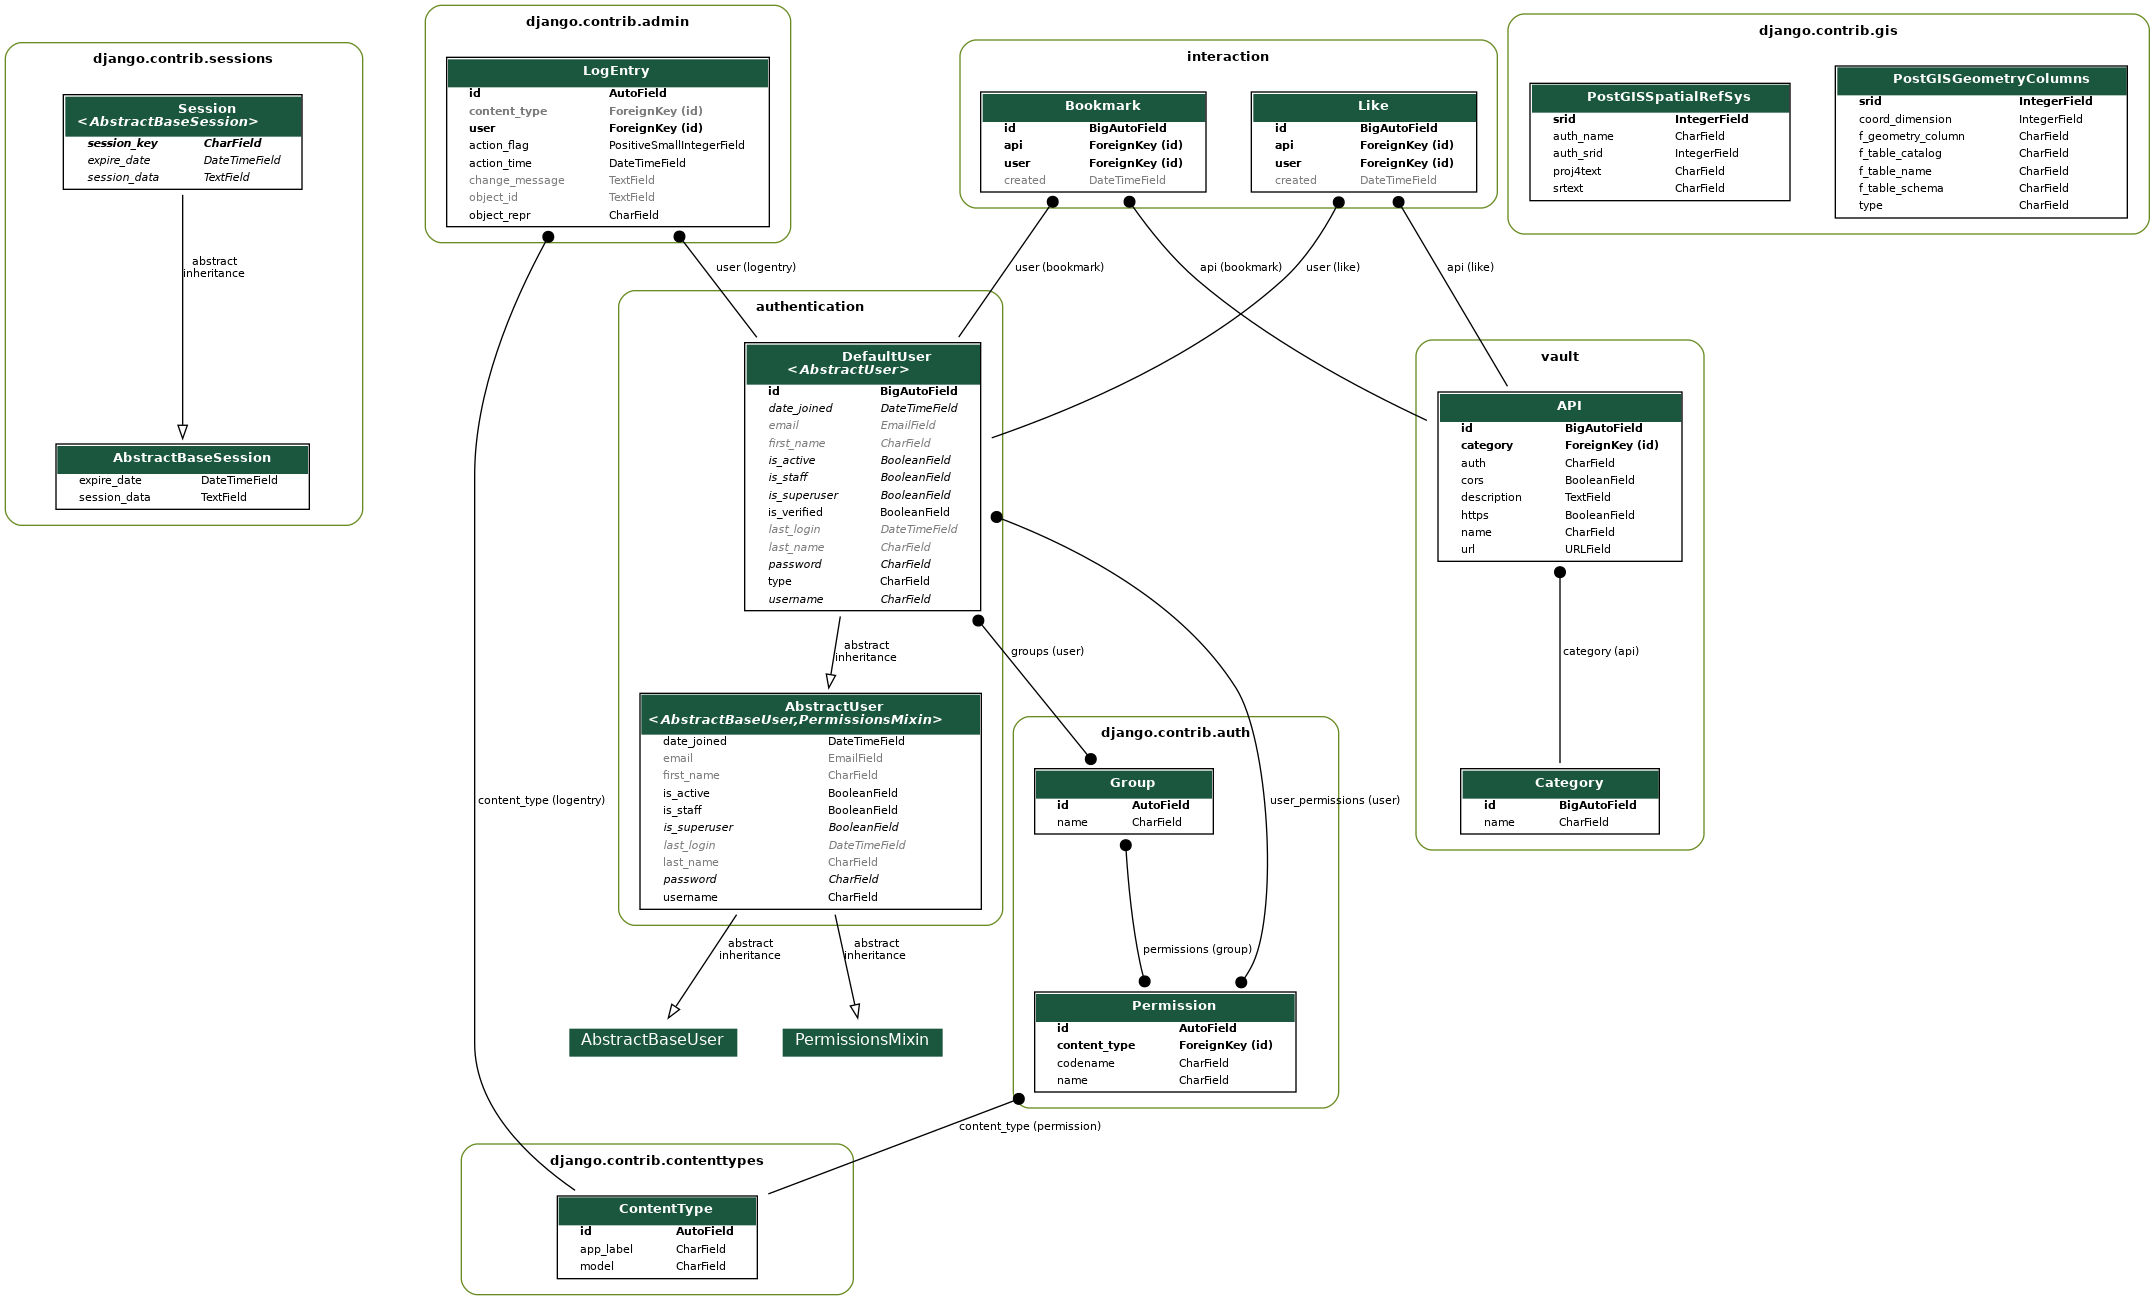 django.contrib.sessions
Session
<AbstractBaseSession>
session_key CharField
expire_date DateTimeField
session_data TextField
abstract
inheritance
AbstractBaseSession
expire_date DateTimeField
session_data TextField
django.contrib.admin
LogEntry
id AutoField
content_type ForeignKey (id)
user ForeignKey (id)
action_flag PositiveSmallIntegerField
action_time DateTimeField
change_message TextField
object_id TextField
object_repr CharField
interaction
Bookmark
id BigAutoField
api ForeignKey (id)
user ForeignKey (id)
created DateTimeField
Like
id BigAutoField
api ForeignKey (id)
user ForeignKey (id)
created DateTimeField
django.contrib.gis
PostGISSpatialRefSys
srid IntegerField
auth_name CharField
auth_srid IntegerField
proj4text CharField
srtext CharField
PostGISGeometryColumns
srid IntegerField
coord_dimension IntegerField
f_geometry_column CharField
f_table_catalog CharField
f_table_name CharField
f_table_schema CharField
type CharField
user (logentry)
user (bookmark)
api (bookmark)
user (like)
api (like)
authentication
DefaultUser
<AbstractUser>
id BigAutoField
date_joined DateTimeField
email EmailField
first_name CharField
is_active BooleanField
is_staff BooleanField
is_superuser BooleanField
is_verified BooleanField
last_login DateTimeField
last_name CharField
password CharField
type CharField
username CharField
abstract
inheritance
AbstractUser
<AbstractBaseUser,PermissionsMixin>
date_joined DateTimeField
email EmailField
first_name CharField
is_active BooleanField
is_staff BooleanField
is_superuser BooleanField
last_login DateTimeField
last_name CharField
password CharField
username CharField
abstract
inheritance
abstract
inheritance
AbstractBaseUser
PermissionsMixin
vault
API
id BigAutoField
category ForeignKey (id)
auth CharField
cors BooleanField
description TextField
https BooleanField
name CharField
url URLField
category (api)
Category
id BigAutoField
name CharField
groups (user)
django.contrib.auth
Group
id AutoField
name CharField
user_permissions (user)
permissions (group)
Permission
id AutoField
content_type ForeignKey (id)
codename CharField
name CharField
content_type (logentry)
content_type (permission)
django.contrib.contenttypes
ContentType
id AutoField
app_label CharField
model CharField